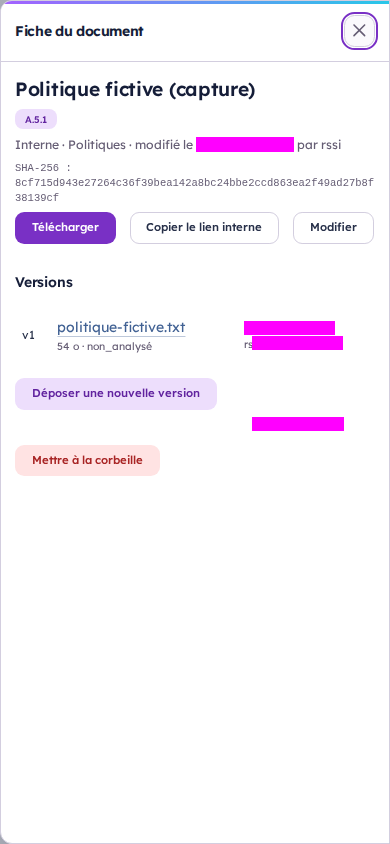 Fiche du document
Politique fictive (capture)
A.5.1
Interne · Politiques · modifié le par rssi
SHA-256 :
8cf715d943e27264c36f39bea142a8bc24bbe2ccd863ea2f49ad27b8f
38139cf
Télécharger Copier le lien interne Modifier
Versions
v1 politique-fictive.txt
54 o · non_analysé
Déposer une nouvelle version
Mettre à la corbeille